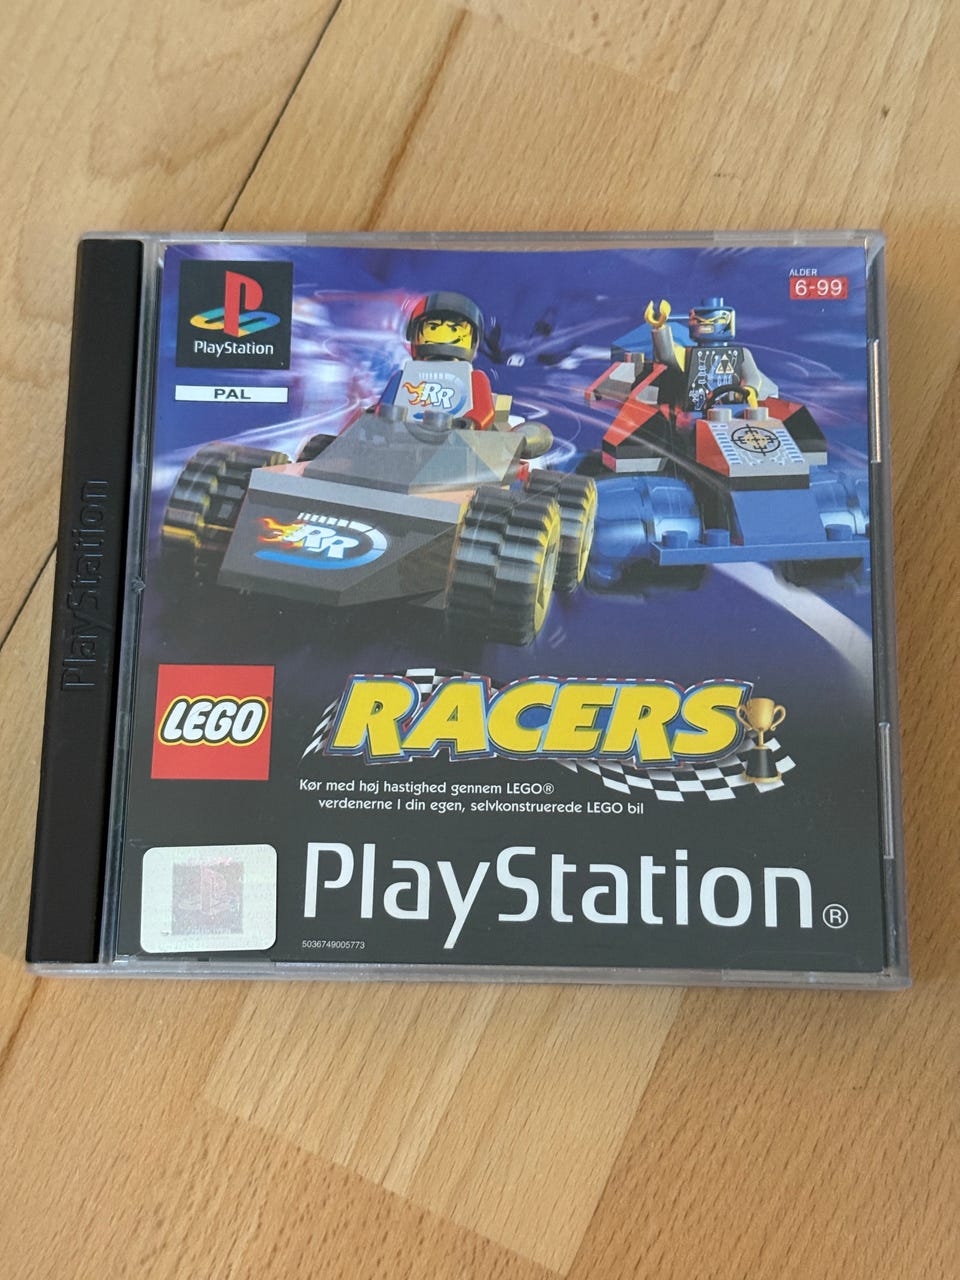 PlayStation
PAL
ALDER
6-99
RR
RR
PlayStation
LEGO®
RACERS
Kør med høj hastighed gennem LEGO®
verdenerne I din egen, selvkonstruerede LEGO bil
PlayStation®
5036749005773